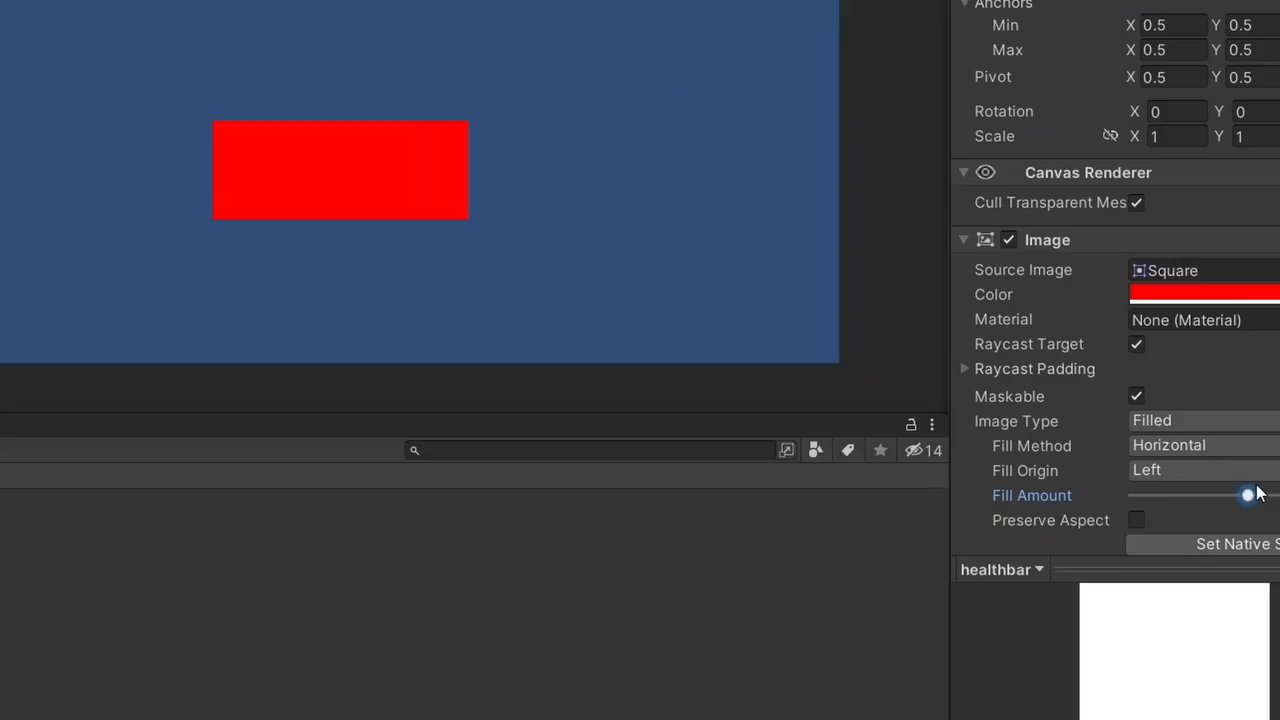 Anchors
Min X 0.5 Y 0.5
Max X 0.5 Y 0.5
Pivot X 0.5 Y 0.5
Rotation X 0 Y 0
Scale X 1 Y 1
Canvas Renderer
Cull Transparent Mes
Image
Source Image Square
Color
Material None (Material)
Raycast Target
Raycast Padding
Maskable
Image Type Filled
Fill Method Horizontal
Fill Origin Left
Fill Amount
Preserve Aspect
Set Native S
healthbar
14